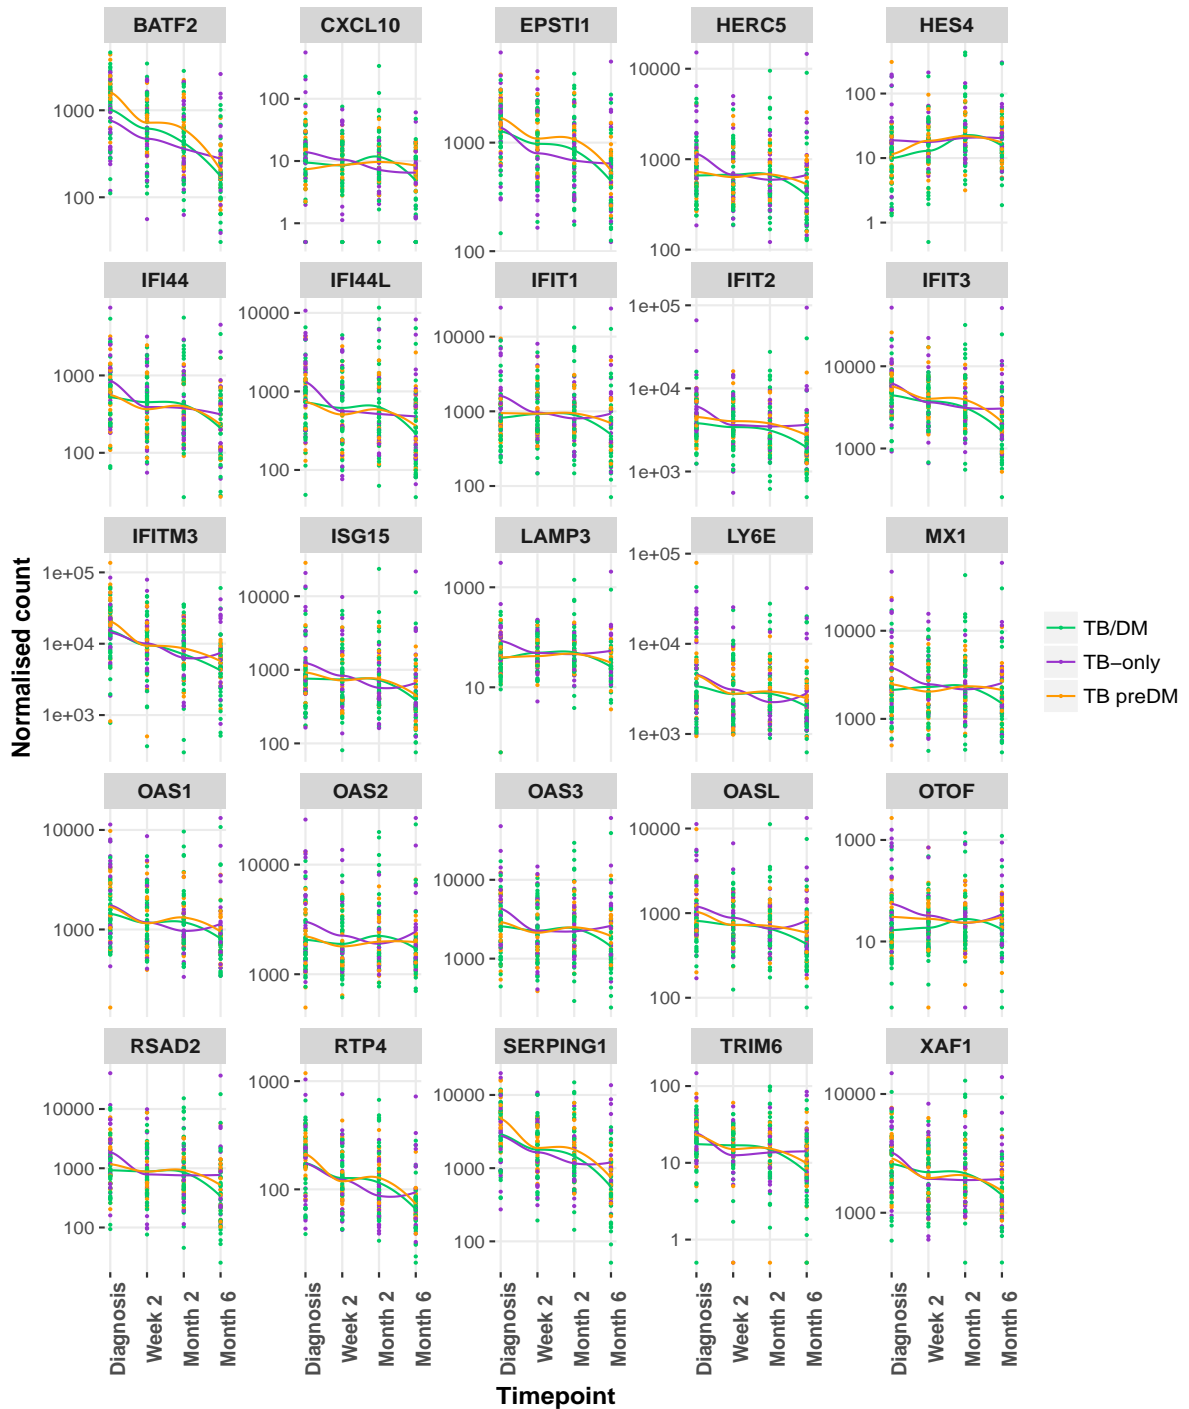 BATF2 CXCL10 EPSTI1 HERC5 HES4
1000
100
100
10
1
1000
100
10000
1000
100
100
10
1
IFI44 IFI44L IFIT1 IFIT2 IFIT3
1000
100
10000
1000
100
10000
1000
100
1e+05
1e+04
1e+03
10000
1000
IFITM3 ISG15 LAMP3 LY6E MX1
1e+05
1e+04
1e+03
10000
1000
100
1000
10
1e+05
1e+04
1e+03
10000
1000
OAS1 OAS2 OAS3 OASL OTOF
10000
1000
10000
1000
10000
1000
10000
1000
100
1000
10
RSAD2 RTP4 SERPING1 TRIM6 XAF1
10000
1000
100
1000
100
10000
1000
100
100
10
1
10000
1000
Diagnosis Week 2 Month 2 Month 6
Diagnosis Week 2 Month 2 Month 6
Diagnosis Week 2 Month 2 Month 6
Diagnosis Week 2 Month 2 Month 6
Diagnosis Week 2 Month 2 Month 6
Timepoint
Normalised count
TB/DM
TB−only
TB preDM